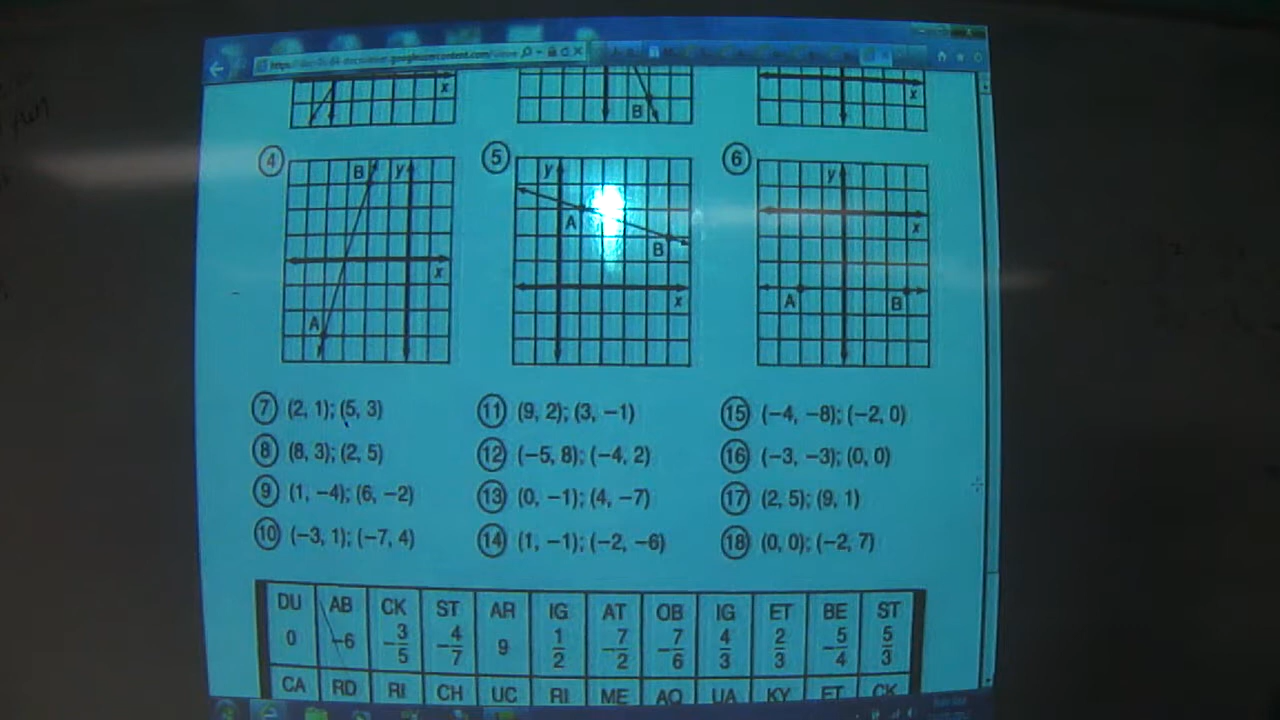 x
B
x
4
B
y
A
x
5
y
A
B
x
6
y
x
A
B
7 (2, 1); (5, 3)
11 (9, 2); (3, −1)
15 (−4, −8); (−2, 0)
8 (8, 3); (2, 5)
12 (−5, 8); (−4, 2)
16 (−3, −3); (0, 0)
9 (1, −4); (6, −2)
13 (0, −1); (4, −7)
17 (2, 5); (9, 1)
10 (−3, 1); (−7, 4)
14 (1, −1); (−2, −6)
18 (0, 0); (−2, 7)
DU AB CK ST AR IG AT OB IG ET BE ST
0 −6 −3/5 −4/7 9 1/2 −7/2 −7/6 4/3 2/3 −5/4 5/3
CA RD RI CH UC RI ME AO UA KY ET CK